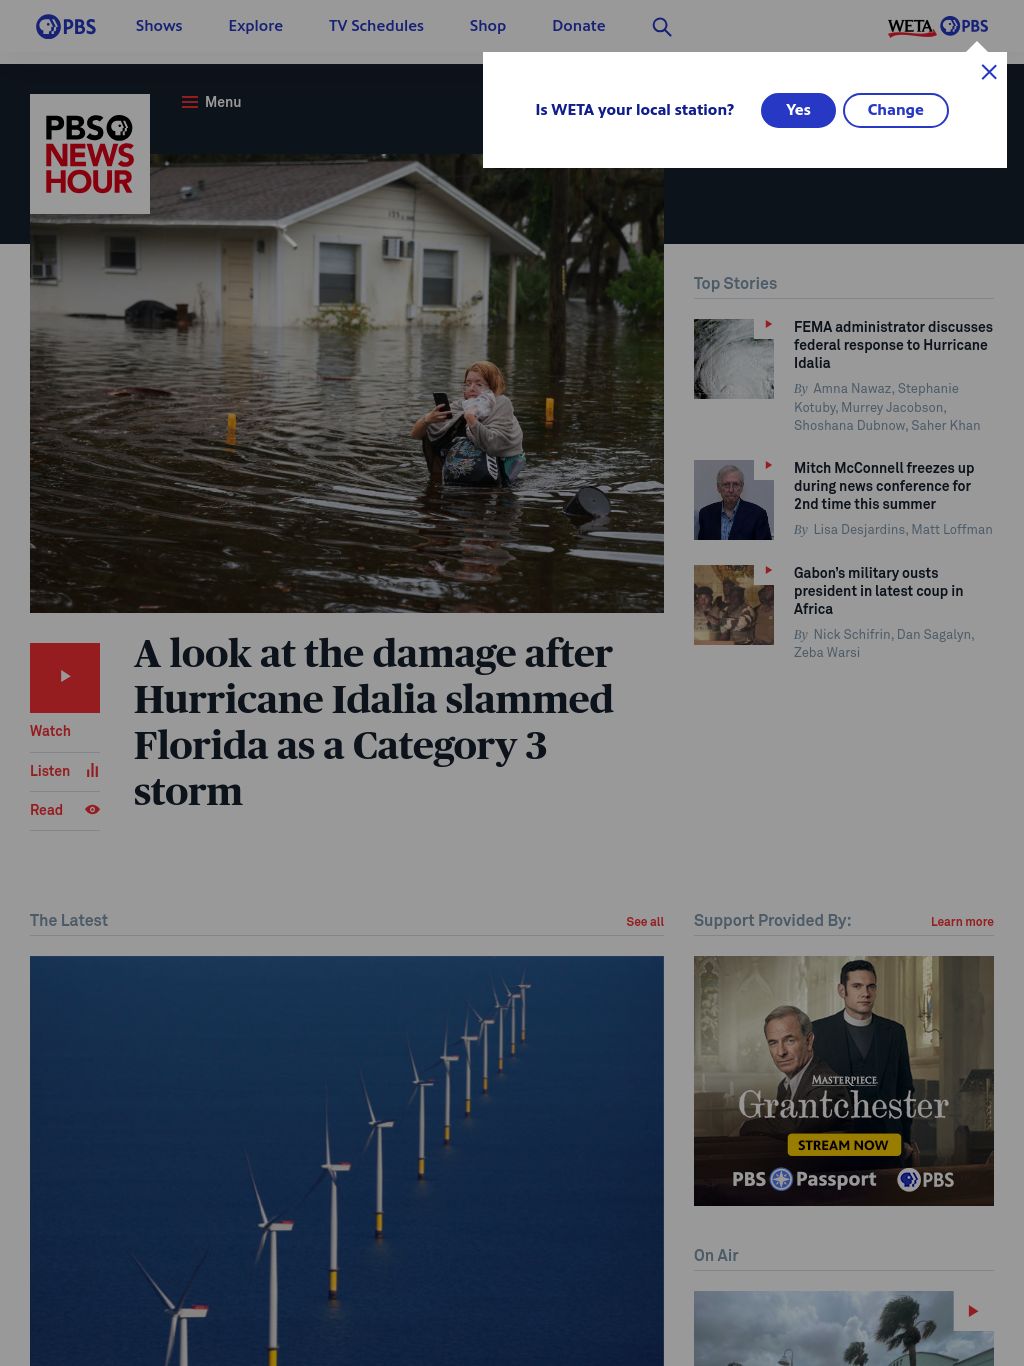 PBS
Shows
Explore
TV Schedules
Shop
Donate
WETA PBS
Is WETA your local station?
Yes
Change
Menu
PBS
NEWS
HOUR
Top Stories
FEMA administrator discusses
federal response to Hurricane
Idalia
By Amna Nawaz, Stephanie
Kotuby, Murrey Jacobson,
Shoshana Dubnow, Saher Khan
Mitch McConnell freezes up
during news conference for
2nd time this summer
By Lisa Desjardins, Matt Loffman
Gabon’s military ousts
president in latest coup in
Africa
By Nick Schifrin, Dan Sagalyn,
Zeba Warsi
A look at the damage after
Hurricane Idalia slammed
Florida as a Category 3
storm
Watch
Listen
Read
The Latest
See all
Support Provided By:
Learn more
MASTERPIECE
Grantchester
STREAM NOW
PBS Passport
PBS
On Air